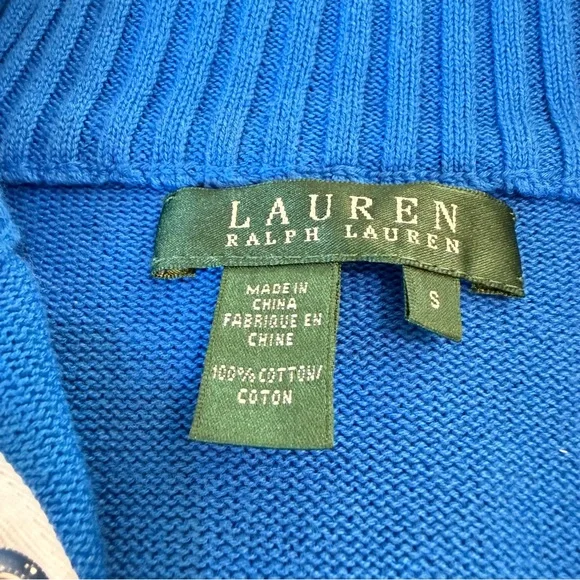 LAUREN
RALPH LAUREN
S
MADE IN
CHINA
FABRIQUE EN
CHINE
100% COTTON/
COTON